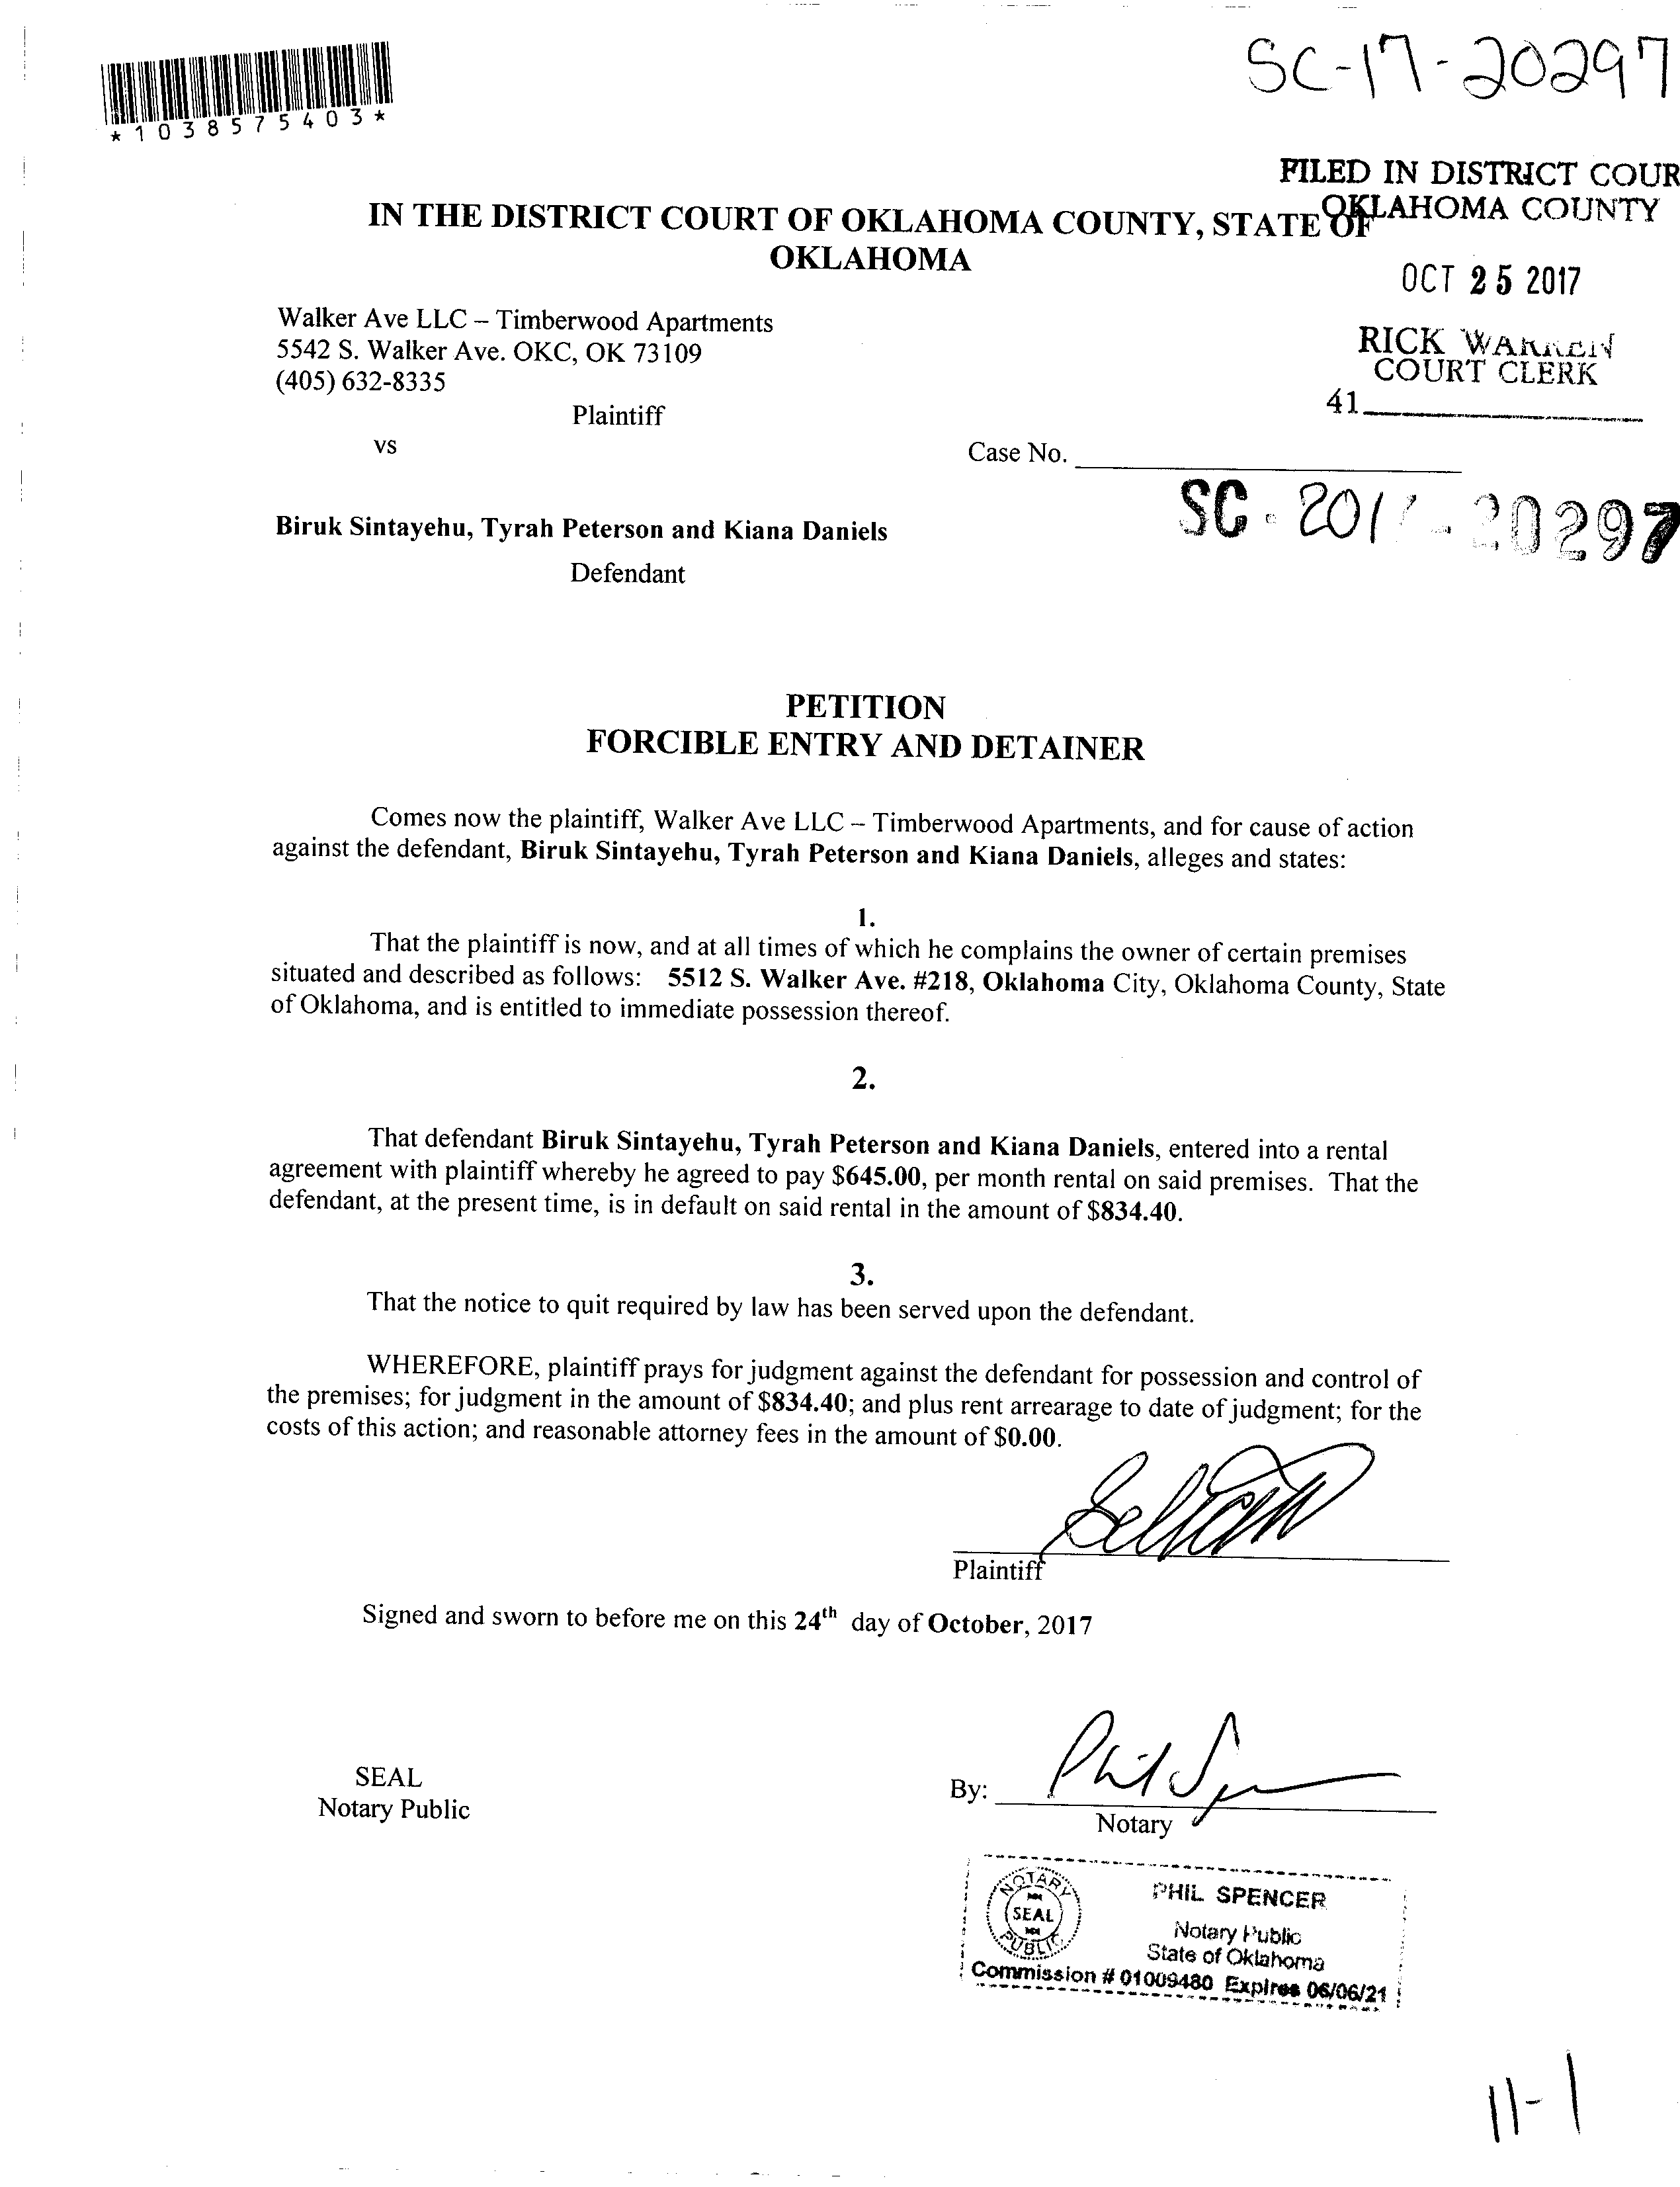 SC-17-20297
*1038575403*
FILED IN DISTRICT COUR
OKLAHOMA COUNTY
IN THE DISTRICT COURT OF OKLAHOMA COUNTY, STATE OF
OKLAHOMA
OCT 25 2017
RICK WARREN
COURT CLERK
41
Walker Ave LLC – Timberwood Apartments
5542 S. Walker Ave. OKC, OK 73109
(405) 632-8335
Plaintiff
vs
Case No.
SC-2017-20297
Biruk Sintayehu, Tyrah Peterson and Kiana Daniels
Defendant
PETITION
FORCIBLE ENTRY AND DETAINER
Comes now the plaintiff, Walker Ave LLC – Timberwood Apartments, and for cause of action
against the defendant, Biruk Sintayehu, Tyrah Peterson and Kiana Daniels, alleges and states:
1.
That the plaintiff is now, and at all times of which he complains the owner of certain premises
situated and described as follows: 5512 S. Walker Ave. #218, Oklahoma City, Oklahoma County, State
of Oklahoma, and is entitled to immediate possession thereof.
2.
That defendant Biruk Sintayehu, Tyrah Peterson and Kiana Daniels, entered into a rental
agreement with plaintiff whereby he agreed to pay $645.00, per month rental on said premises. That the
defendant, at the present time, is in default on said rental in the amount of $834.40.
3.
That the notice to quit required by law has been served upon the defendant.
WHEREFORE, plaintiff prays for judgment against the defendant for possession and control of
the premises; for judgment in the amount of $834.40; and plus rent arrearage to date of judgment; for the
costs of this action; and reasonable attorney fees in the amount of $0.00.
Plaintiff
Signed and sworn to before me on this 24th day of October, 2017
SEAL
Notary Public
By: Phil Spencer
Notary
NOTARY
SEAL
PUBLIC
PHIL SPENCER
Notary Public
State of Oklahoma
Commission # 01009480 Expires 06/06/21
11-1